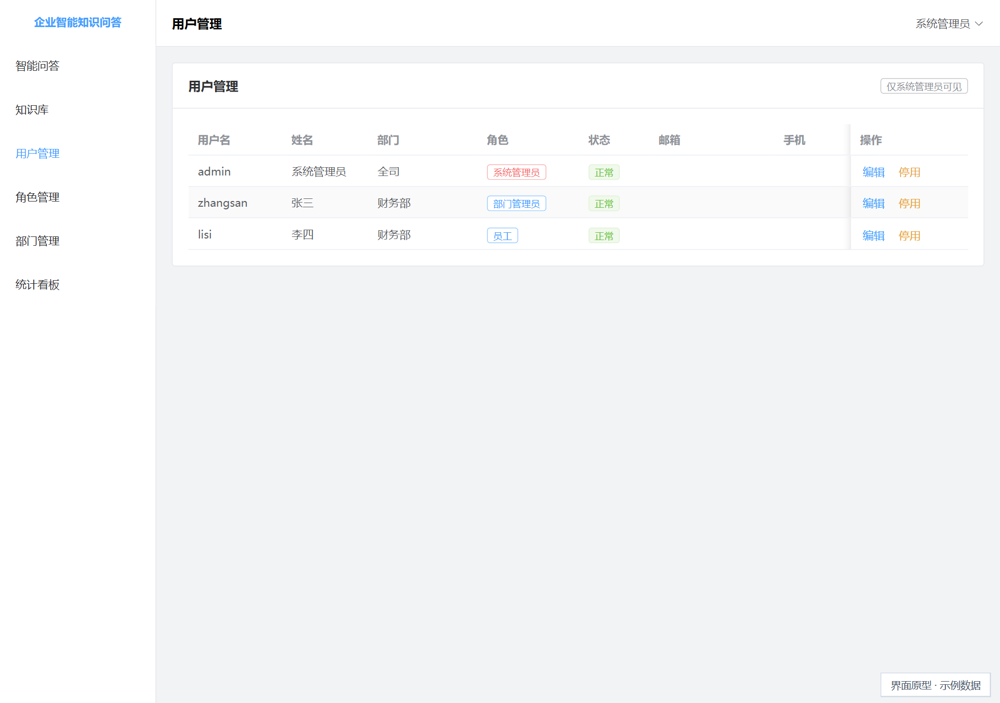 企业智能知识问答
智能问答
知识库
用户管理
角色管理
部门管理
统计看板
用户管理
系统管理员
用户管理
仅系统管理员可见
用户名 姓名 部门 角色 状态 邮箱 手机 操作
admin 系统管理员 全司 系统管理员 正常 编辑 停用
zhangsan 张三 财务部 部门管理员 正常 编辑 停用
lisi 李四 财务部 员工 正常 编辑 停用
界面原型 · 示例数据